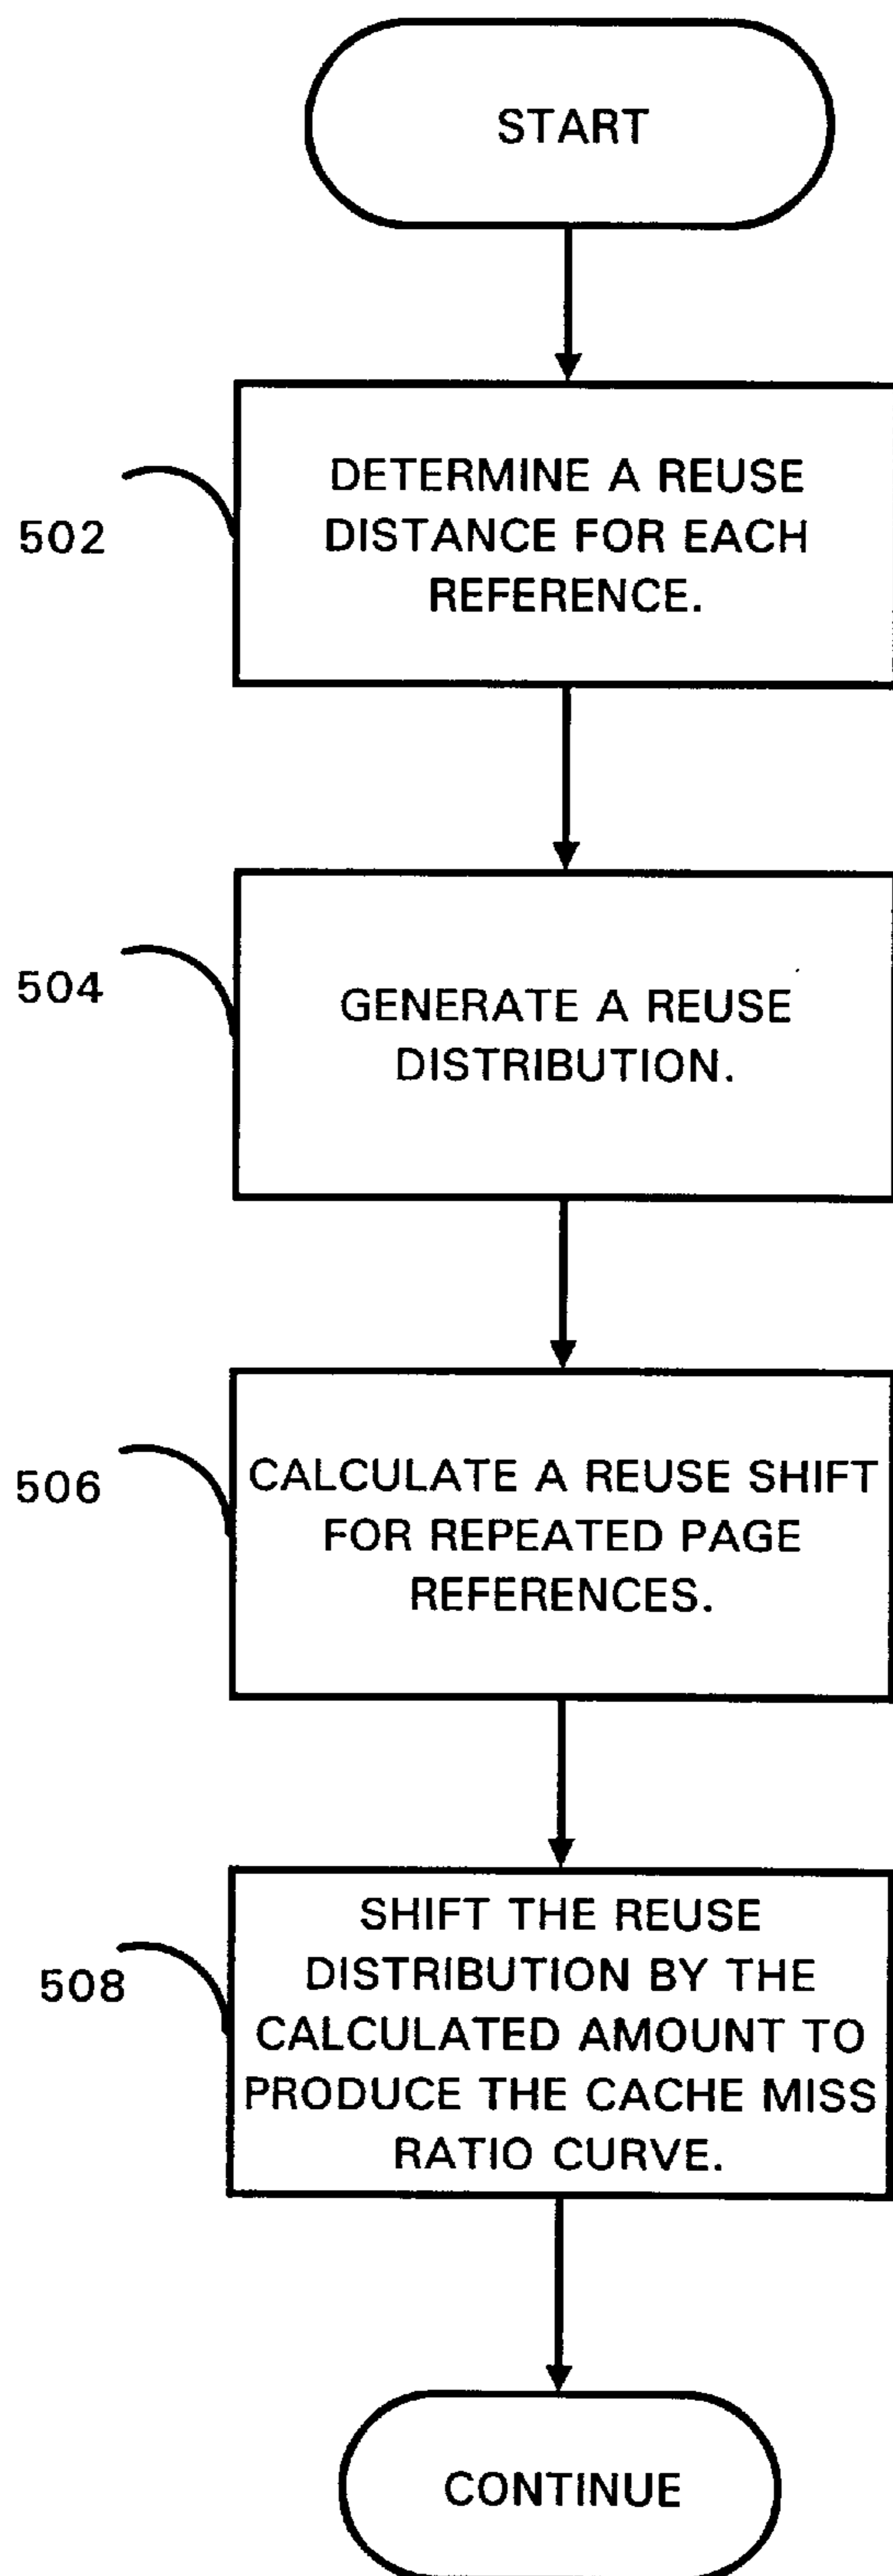 START
502
DETERMINE A REUSE
DISTANCE FOR EACH
REFERENCE.
504
GENERATE A REUSE
DISTRIBUTION.
506
CALCULATE A REUSE SHIFT
FOR REPEATED PAGE
REFERENCES.
508
SHIFT THE REUSE
DISTRIBUTION BY THE
CALCULATED AMOUNT TO
PRODUCE THE CACHE MISS
RATIO CURVE.
CONTINUE